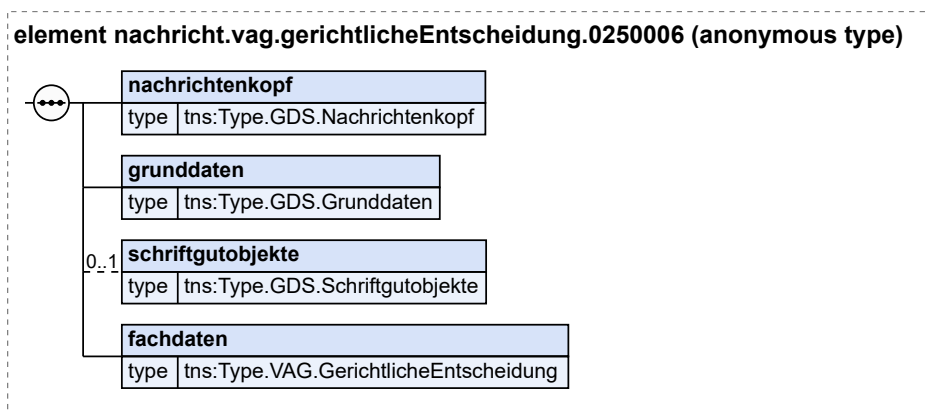 element nachricht.vag.gerichtlicheEntscheidung.0250006 (anonymous type)
nachrichtenkopf
type tns:Type.GDS.Nachrichtenkopf
grunddaten
type tns:Type.GDS.Grunddaten
0..1
schriftgutobjekte
type tns:Type.GDS.Schriftgutobjekte
fachdaten
type tns:Type.VAG.GerichtlicheEntscheidung